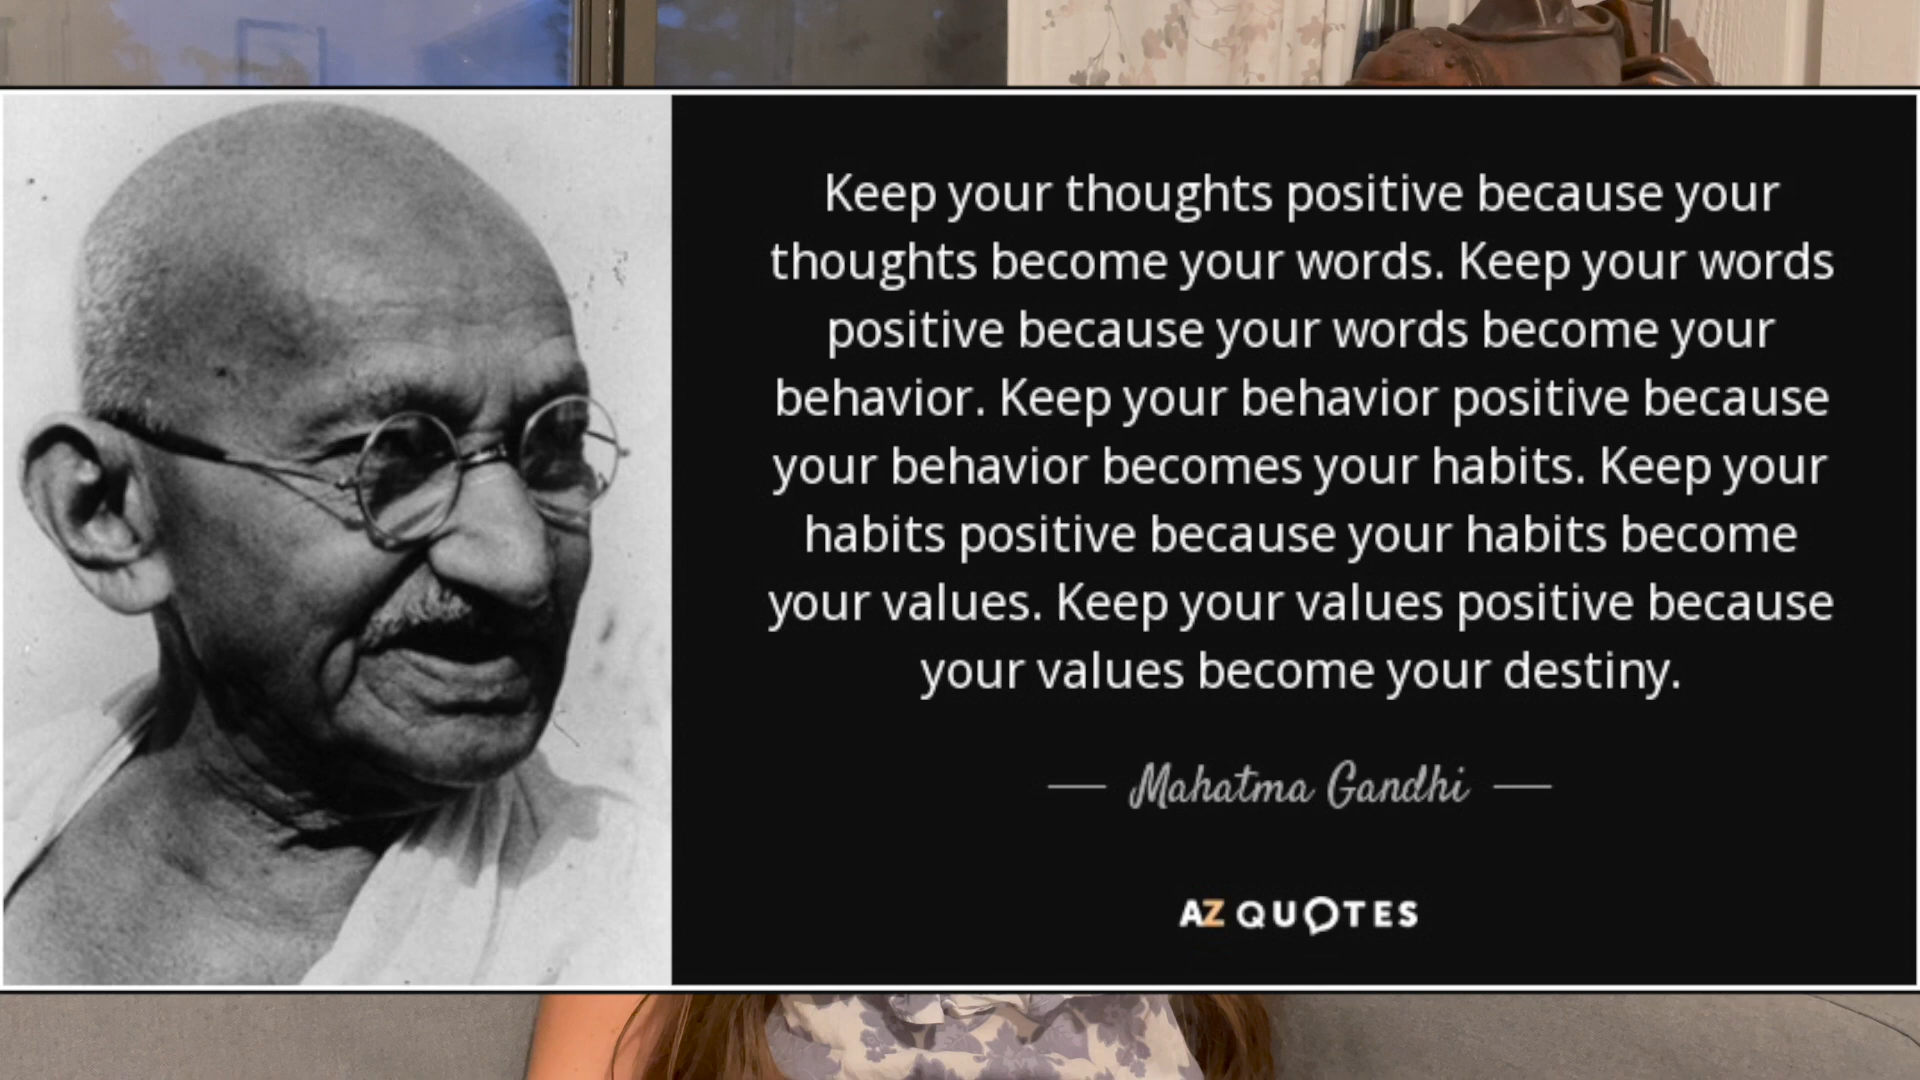 Keep your thoughts positive because your
thoughts become your words. Keep your words
positive because your words become your
behavior. Keep your behavior positive because
your behavior becomes your habits. Keep your
habits positive because your habits become
your values. Keep your values positive because
your values become your destiny.
Mahatma Gandhi
AZ QUOTES